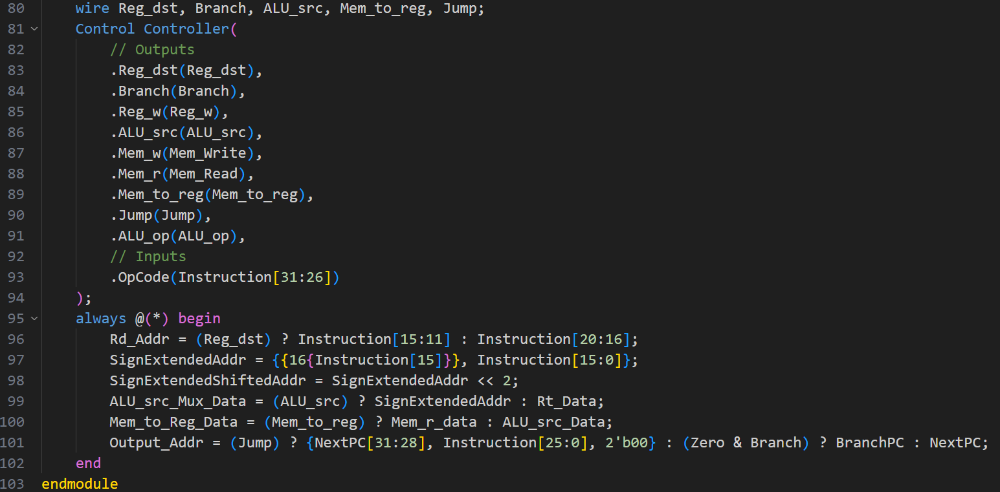 80 wire Reg_dst, Branch, ALU_src, Mem_to_reg, Jump;
81 Control Controller(
82 // Outputs
83 .Reg_dst(Reg_dst),
84 .Branch(Branch),
85 .Reg_w(Reg_w),
86 .ALU_src(ALU_src),
87 .Mem_w(Mem_Write),
88 .Mem_r(Mem_Read),
89 .Mem_to_reg(Mem_to_reg),
90 .Jump(Jump),
91 .ALU_op(ALU_op),
92 // Inputs
93 .OpCode(Instruction[31:26])
94 );
95 always @(*) begin
96 Rd_Addr = (Reg_dst) ? Instruction[15:11] : Instruction[20:16];
97 SignExtendedAddr = {{16{Instruction[15]}}, Instruction[15:0]};
98 SignExtendedShiftedAddr = SignExtendedAddr << 2;
99 ALU_src_Mux_Data = (ALU_src) ? SignExtendedAddr : Rt_Data;
100 Mem_to_Reg_Data = (Mem_to_reg) ? Mem_r_data : ALU_src_Data;
101 Output_Addr = (Jump) ? {NextPC[31:28], Instruction[25:0], 2'b00} : (Zero & Branch) ? BranchPC : NextPC;
102 end
103 endmodule